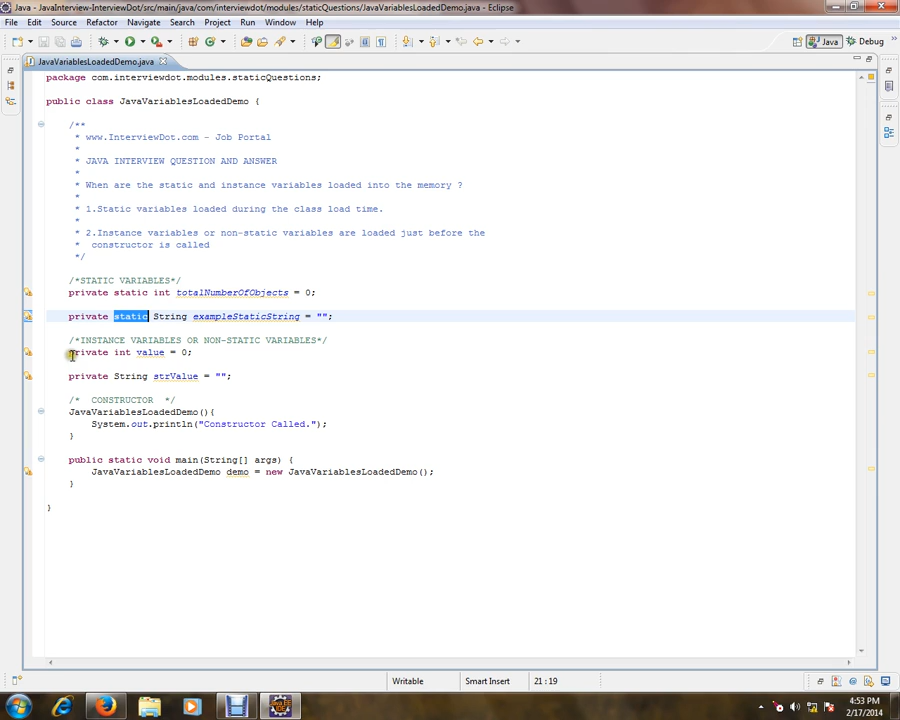 Java - JavaInterview-InterviewDot/src/main/java/com/interviewdot/modules/staticQuestions/JavaVariablesLoadedDemo.java - Eclipse
File Edit Source Refactor Navigate Search Project Run Window Help
Java Debug
JavaVariablesLoadedDemo.java
package com.interviewdot.modules.staticQuestions;
public class JavaVariablesLoadedDemo {
/**
* www.InterviewDot.com - Job Portal
*
* JAVA INTERVIEW QUESTION AND ANSWER
*
* When are the static and instance variables loaded into the memory ?
*
* 1.Static variables loaded during the class load time.
*
* 2.Instance variables or non-static variables are loaded just before the
* constructor is called
*/
/*STATIC VARIABLES*/
private static int totalNumberOfObjects = 0;
private static String exampleStaticString = "";
/*INSTANCE VARIABLES OR NON-STATIC VARIABLES*/
private int value = 0;
private String strValue = "";
/* CONSTRUCTOR */
JavaVariablesLoadedDemo(){
System.out.println("Constructor Called.");
}
public static void main(String[] args) {
JavaVariablesLoadedDemo demo = new JavaVariablesLoadedDemo();
}
}
Writable Smart Insert 21 : 19
4:53 PM
2/17/2014